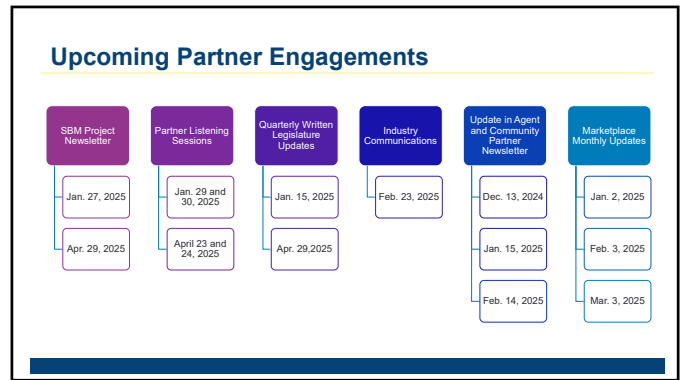 Upcoming Partner Engagements
SBM Project
Newsletter
Jan. 27, 2025
Apr. 29, 2025
Partner Listening
Sessions
Jan. 29 and
30, 2025
April 23 and
24, 2025
Quarterly Written
Legislature
Updates
Jan. 15, 2025
Apr. 29,2025
Industry
Communications
Feb. 23, 2025
Update in Agent
and Community
Partner
Newsletter
Dec. 13, 2024
Jan. 15, 2025
Feb. 14, 2025
Marketplace
Monthly Updates
Jan. 2, 2025
Feb. 3, 2025
Mar. 3, 2025